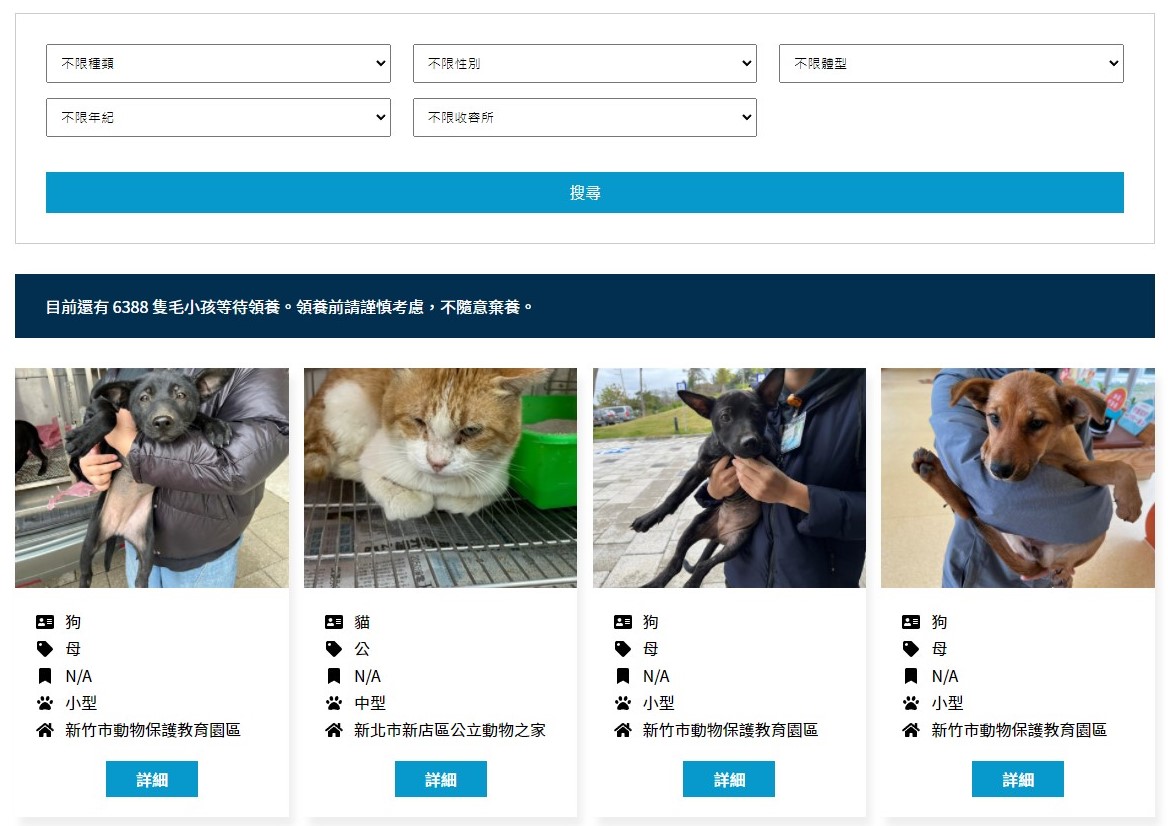 不限種類
不限性別
不限體型
不限年紀
不限收容所
搜尋
目前還有 6388 隻毛小孩等待領養。領養前請謹慎考慮，不隨意棄養。
狗
母
N/A
小型
新竹市動物保護教育園區
詳細
貓
公
N/A
中型
新北市新店區公立動物之家
詳細
狗
母
N/A
小型
新竹市動物保護教育園區
詳細
狗
母
N/A
小型
新竹市動物保護教育園區
詳細